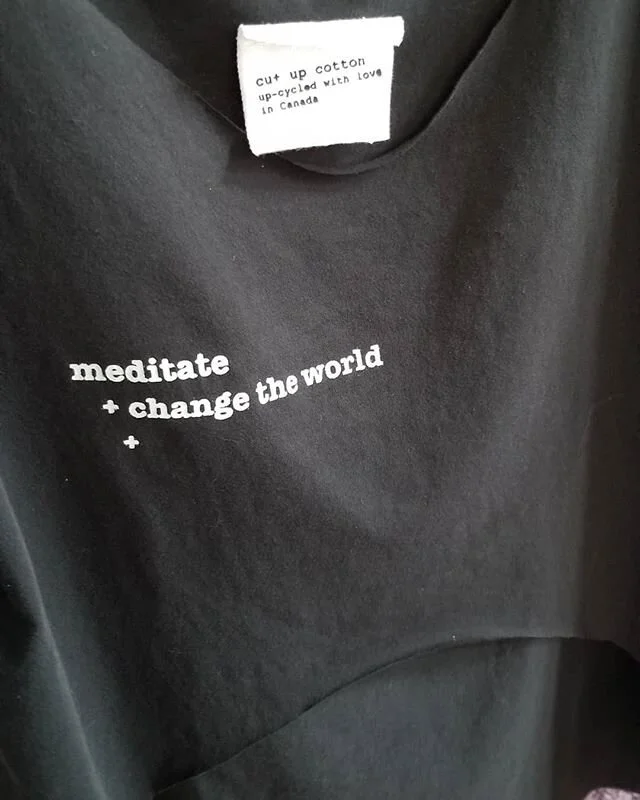 cut up cotton
up-cycled with love
in Canada
meditate
+ change the world
+